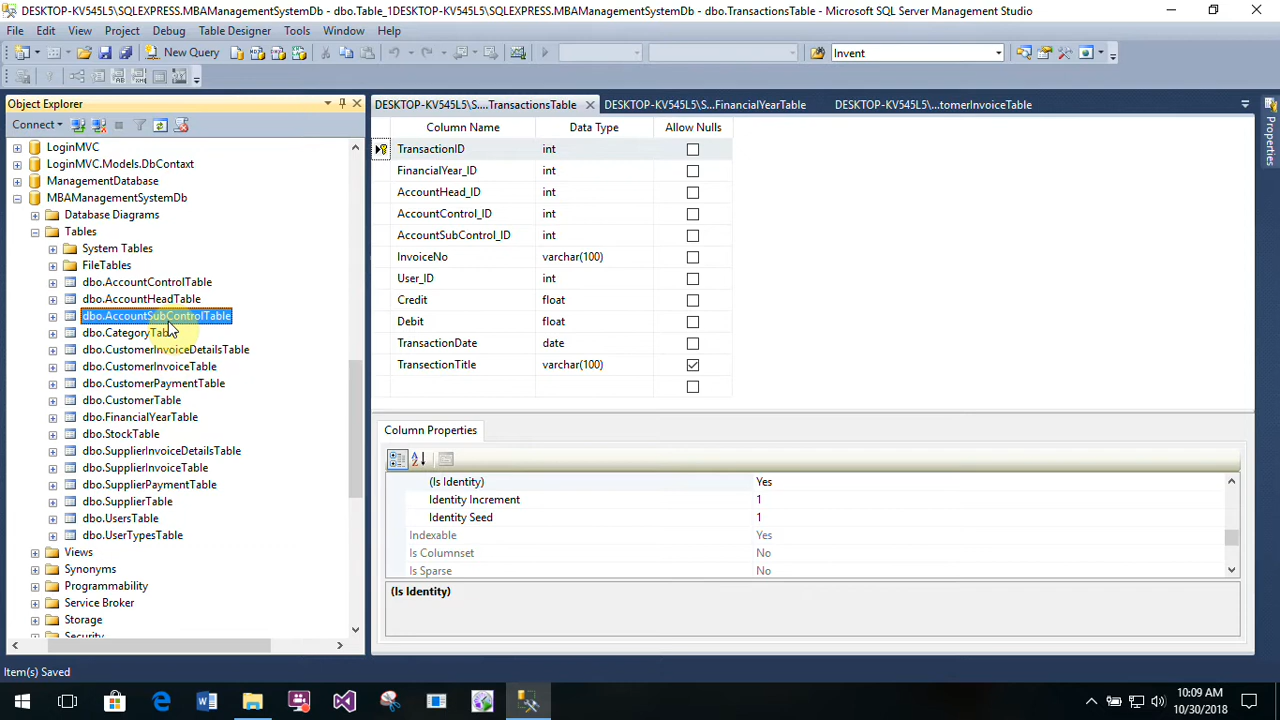 DESKTOP-KV545L5\SQLEXPRESS.MBAManagementSystemDb - dbo.Table_1DESKTOP-KV545L5\SQLEXPRESS.MBAManagementSystemDb - dbo.TransactionsTable - Microsoft SQL Server Management Studio
File Edit View Project Debug Table Designer Tools Window Help
New Query Invent
Object Explorer
Connect
LoginMVC
LoginMVC.Models.DbContaxt
ManagementDatabase
MBAManagementSystemDb
Database Diagrams
Tables
System Tables
FileTables
dbo.AccountControlTable
dbo.AccountHeadTable
dbo.AccountSubControlTable
dbo.CategoryTable
dbo.CustomerInvoiceDetailsTable
dbo.CustomerInvoiceTable
dbo.CustomerPaymentTable
dbo.CustomerTable
dbo.FinancialYearTable
dbo.StockTable
dbo.SupplierInvoiceDetailsTable
dbo.SupplierInvoiceTable
dbo.SupplierPaymentTable
dbo.SupplierTable
dbo.UsersTable
dbo.UserTypesTable
Views
Synonyms
Programmability
Service Broker
Storage
Security
DESKTOP-KV545L5\S....TransactionsTable DESKTOP-KV545L5\S...FinancialYearTable DESKTOP-KV545L5\...tomerInvoiceTable
Column Name Data Type Allow Nulls
TransactionID int
FinancialYear_ID int
AccountHead_ID int
AccountControl_ID int
AccountSubControl_ID int
InvoiceNo varchar(100)
User_ID int
Credit float
Debit float
TransactionDate date
TransectionTitle varchar(100)
Column Properties
(Is Identity) Yes
Identity Increment 1
Identity Seed 1
Indexable Yes
Is Columnset No
Is Sparse No
(Is Identity)
Properties
Item(s) Saved
10:09 AM
10/30/2018